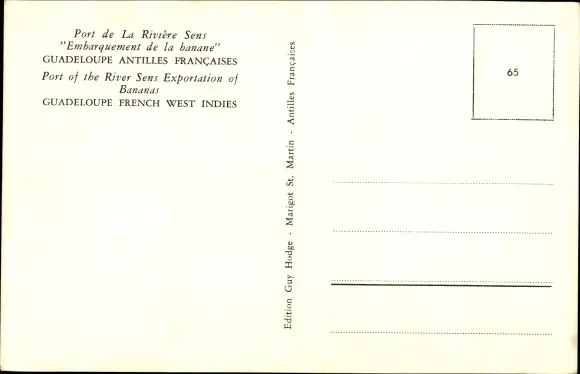 Port de La Rivière Sens
"Embarquement de la banane"
GUADELOUPE ANTILLES FRANÇAISES
Port of the River Sens Exportation of
Bananas
GUADELOUPE FRENCH WEST INDIES
Edition Guy Hodge - Marigot St. Martin - Antilles Françaises
65